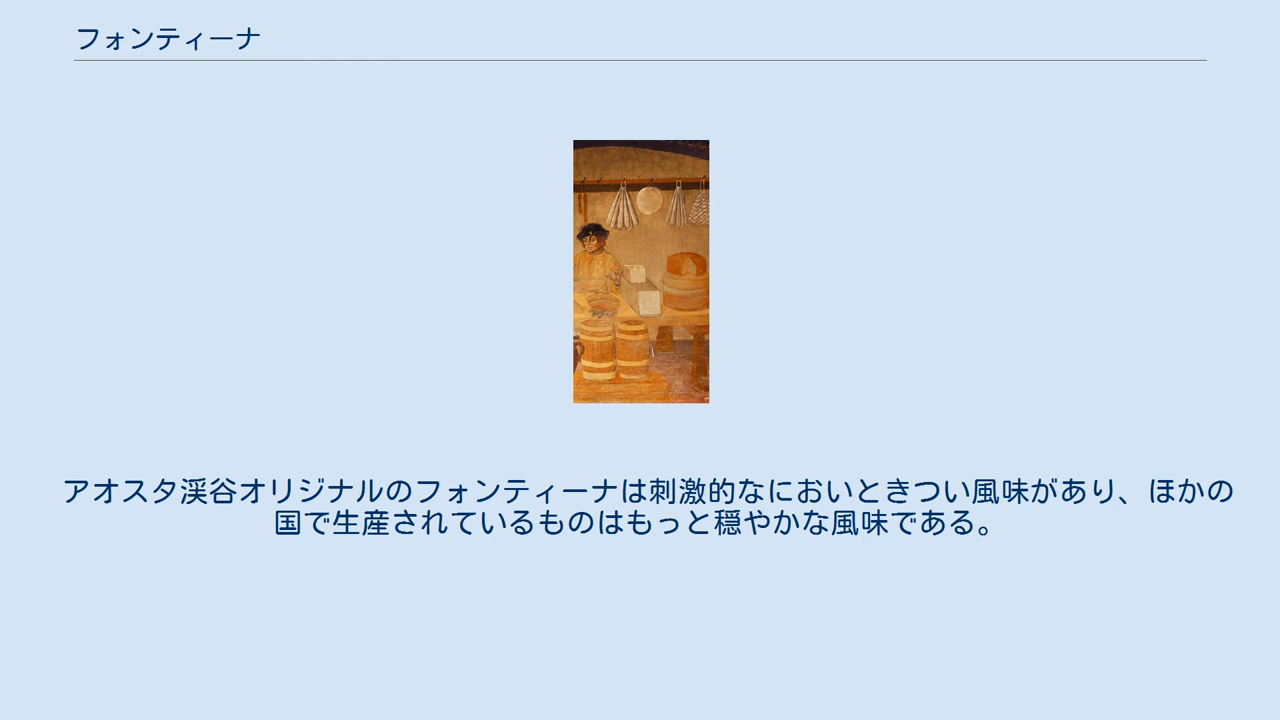 フォンティーナ
アオスタ渓谷オリジナルのフォンティーナは刺激的なにおいときつい風味があり、ほかの
国で生産されているものはもっと穏やかな風味である。